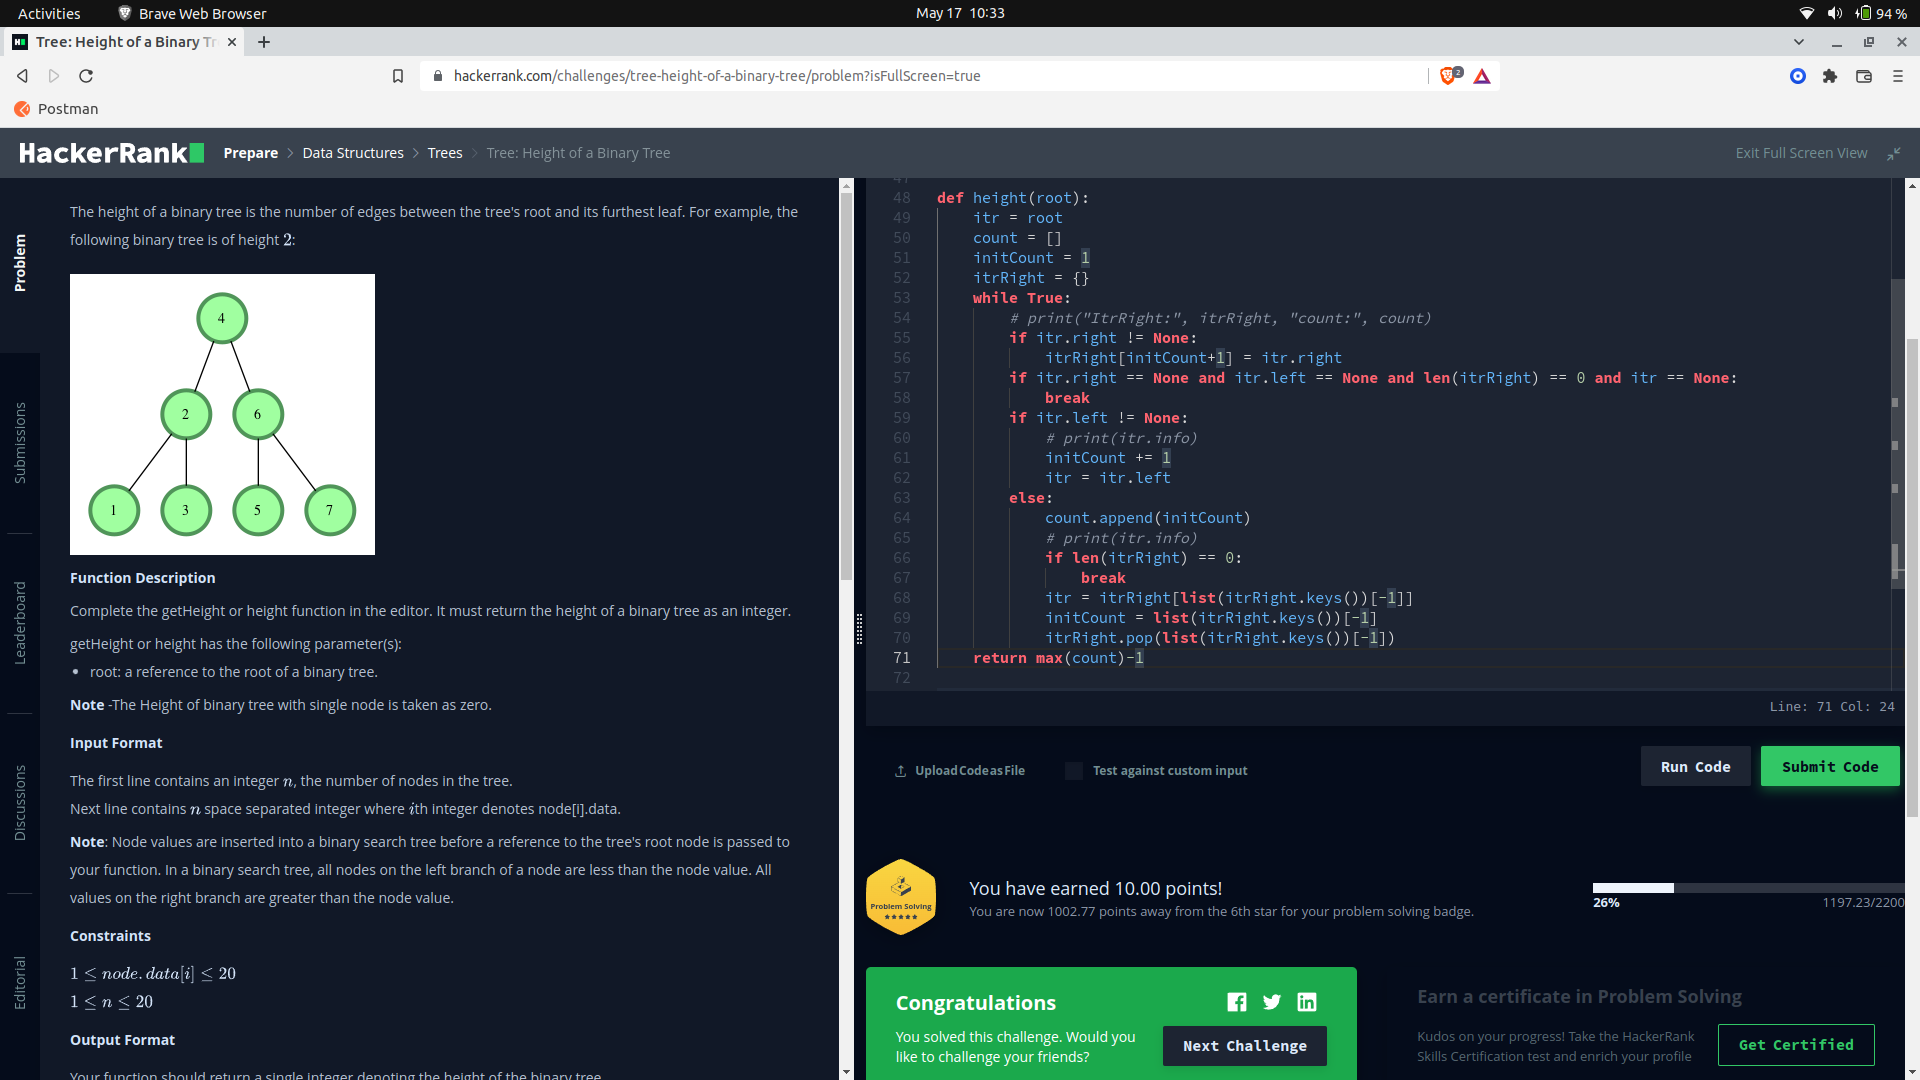 Activities
Brave Web Browser
May 17 10:33
94 %
Tree: Height of a Binary Tr
hackerrank.com/challenges/tree-height-of-a-binary-tree/problem?isFullScreen=true
2
Postman
HackerRank
Prepare > Data Structures > Trees > Tree: Height of a Binary Tree
Exit Full Screen View
Problem
Submissions
Leaderboard
Discussions
Editorial
The height of a binary tree is the number of edges between the tree's root and its furthest leaf. For example, the
following binary tree is of height 2:
4
2 6
1 3 5 7
Function Description
Complete the getHeight or height function in the editor. It must return the height of a binary tree as an integer.
getHeight or height has the following parameter(s):
• root: a reference to the root of a binary tree.
Note -The Height of binary tree with single node is taken as zero.
Input Format
The first line contains an integer n, the number of nodes in the tree.
Next line contains n space separated integer where ith integer denotes node[i].data.
Note: Node values are inserted into a binary search tree before a reference to the tree's root node is passed to
your function. In a binary search tree, all nodes on the left branch of a node are less than the node value. All
values on the right branch are greater than the node value.
Constraints
1 ≤ node.data[i] ≤ 20
1 ≤ n ≤ 20
Output Format
Your function should return a single integer denoting the height of the binary tree.
47
48 def height(root):
49     itr = root
50     count = []
51     initCount = 1
52     itrRight = {}
53     while True:
54         # print("ItrRight:", itrRight, "count:", count)
55         if itr.right != None:
56             itrRight[initCount+1] = itr.right
57         if itr.right == None and itr.left == None and len(itrRight) == 0 and itr == None:
58             break
59         if itr.left != None:
60             # print(itr.info)
61             initCount += 1
62             itr = itr.left
63         else:
64             count.append(initCount)
65             # print(itr.info)
66             if len(itrRight) == 0:
67                 break
68             itr = itrRight[list(itrRight.keys())[-1]]
69             initCount = list(itrRight.keys())[-1]
70             itrRight.pop(list(itrRight.keys())[-1])
71     return max(count)-1
72
Line: 71 Col: 24
Upload Code as File
Test against custom input
Run Code
Submit Code
Problem Solving
You have earned 10.00 points!
You are now 1002.77 points away from the 6th star for your problem solving badge.
26%
1197.23/2200
Congratulations
You solved this challenge. Would you
like to challenge your friends?
Next Challenge
Earn a certificate in Problem Solving
Kudos on your progress! Take the HackerRank
Skills Certification test and enrich your profile
Get Certified